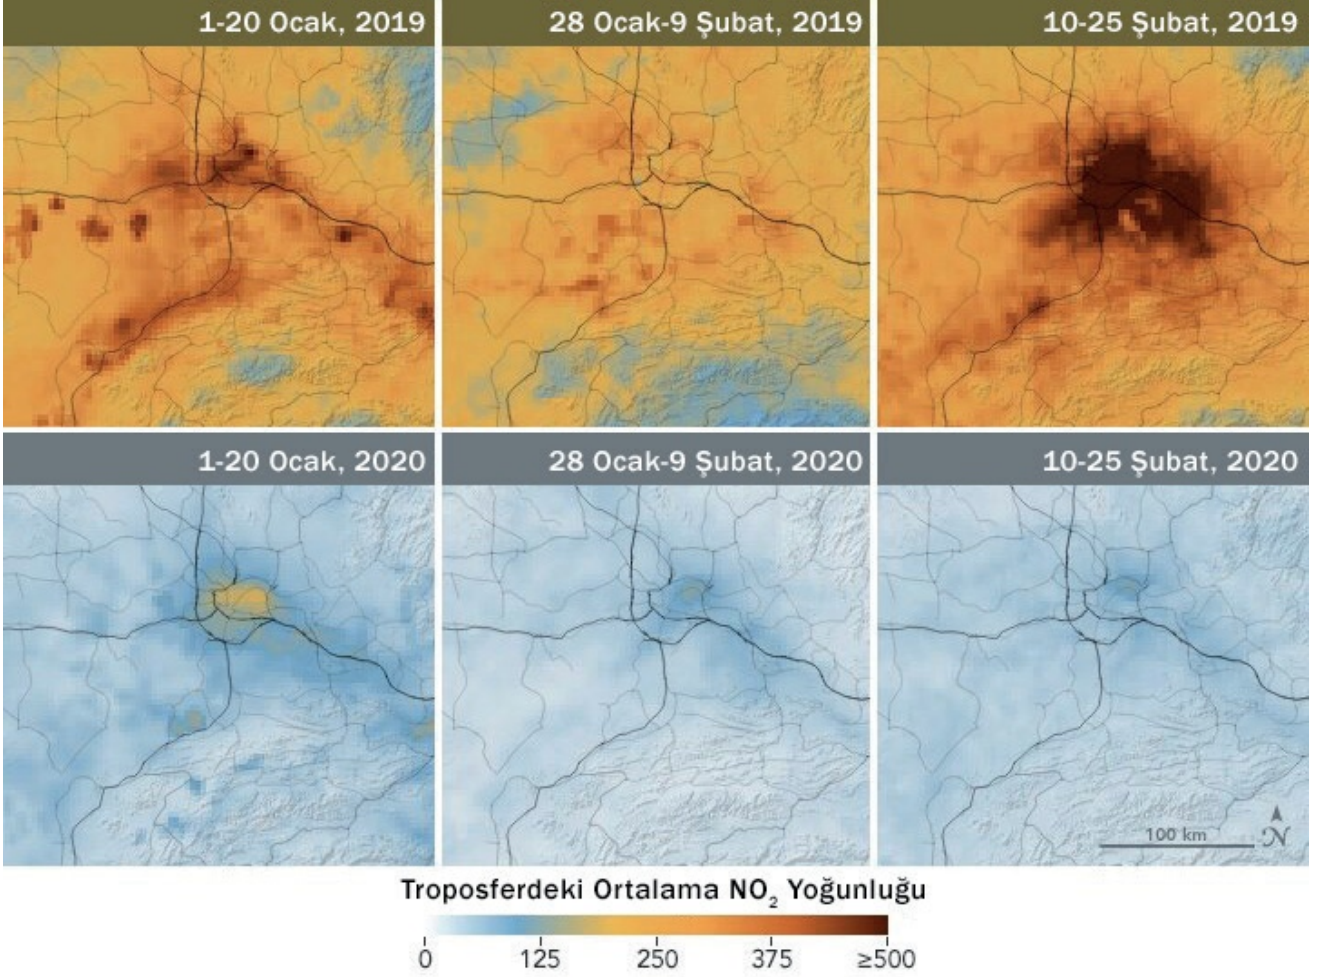 1-20 Ocak, 2019
28 Ocak-9 Şubat, 2019
10-25 Şubat, 2019
1-20 Ocak, 2020
28 Ocak-9 Şubat, 2020
10-25 Şubat, 2020
100 km
N
Troposferdeki Ortalama NO₂ Yoğunluğu
0 125 250 375 ≥500